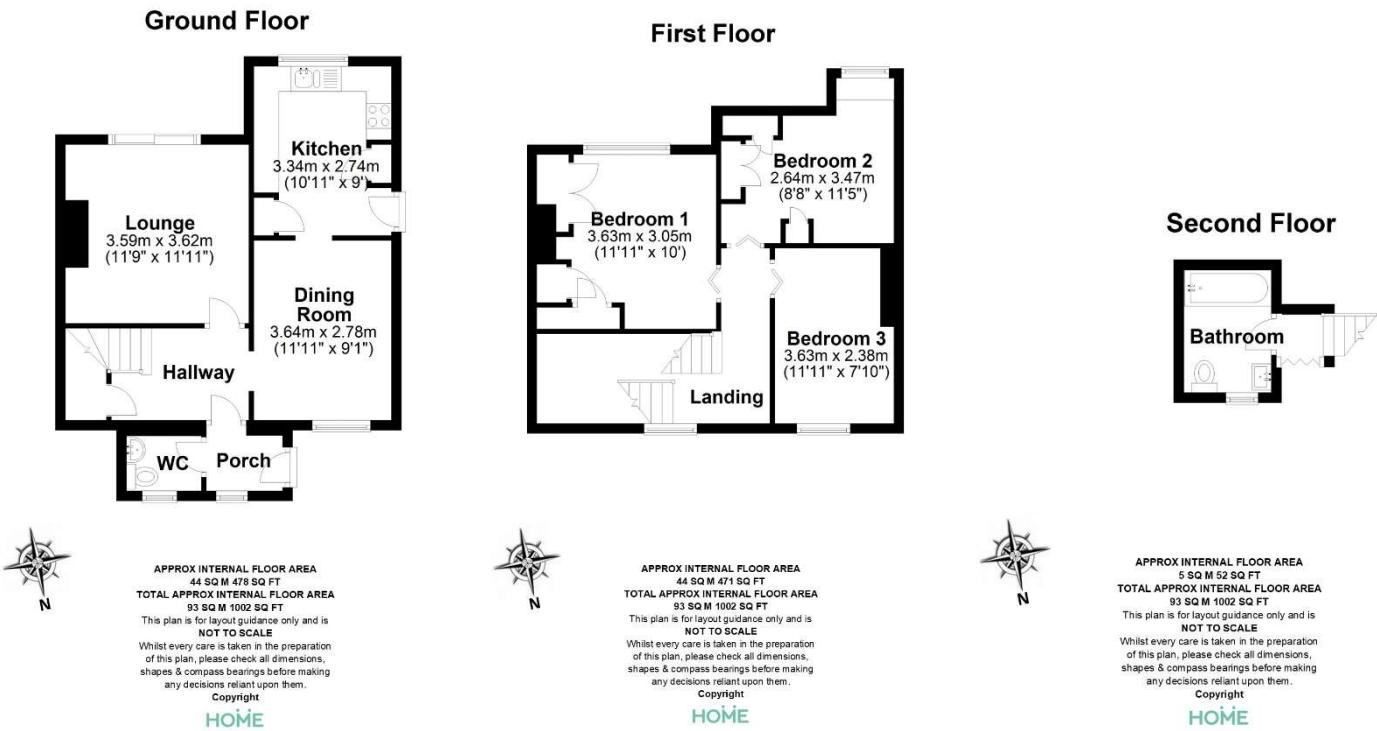 Ground Floor
Kitchen
3.34m x 2.74m
(10'11" x 9')
Lounge
3.59m x 3.62m
(11'9" x 11'11")
Dining
Room
3.64m x 2.78m
(11'11" x 9'1")
Hallway
WC
Porch
N
APPROX INTERNAL FLOOR AREA
44 SQ M 478 SQ FT
TOTAL APPROX INTERNAL FLOOR AREA
93 SQ M 1002 SQ FT
This plan is for layout guidance only and is
NOT TO SCALE
Whilst every care is taken in the preparation
of this plan, please check all dimensions,
shapes & compass bearings before making
any decisions reliant upon them.
Copyright
HOME
First Floor
Bedroom 2
2.64m x 3.47m
(8'8" x 11'5")
Bedroom 1
3.63m x 3.05m
(11'11" x 10')
Bedroom 3
3.63m x 2.38m
(11'11" x 7'10")
Landing
N
APPROX INTERNAL FLOOR AREA
44 SQ M 471 SQ FT
TOTAL APPROX INTERNAL FLOOR AREA
93 SQ M 1002 SQ FT
This plan is for layout guidance only and is
NOT TO SCALE
Whilst every care is taken in the preparation
of this plan, please check all dimensions,
shapes & compass bearings before making
any decisions reliant upon them.
Copyright
HOME
Second Floor
Bathroom
N
APPROX INTERNAL FLOOR AREA
5 SQ M 52 SQ FT
TOTAL APPROX INTERNAL FLOOR AREA
93 SQ M 1002 SQ FT
This plan is for layout guidance only and is
NOT TO SCALE
Whilst every care is taken in the preparation
of this plan, please check all dimensions,
shapes & compass bearings before making
any decisions reliant upon them.
Copyright
HOME